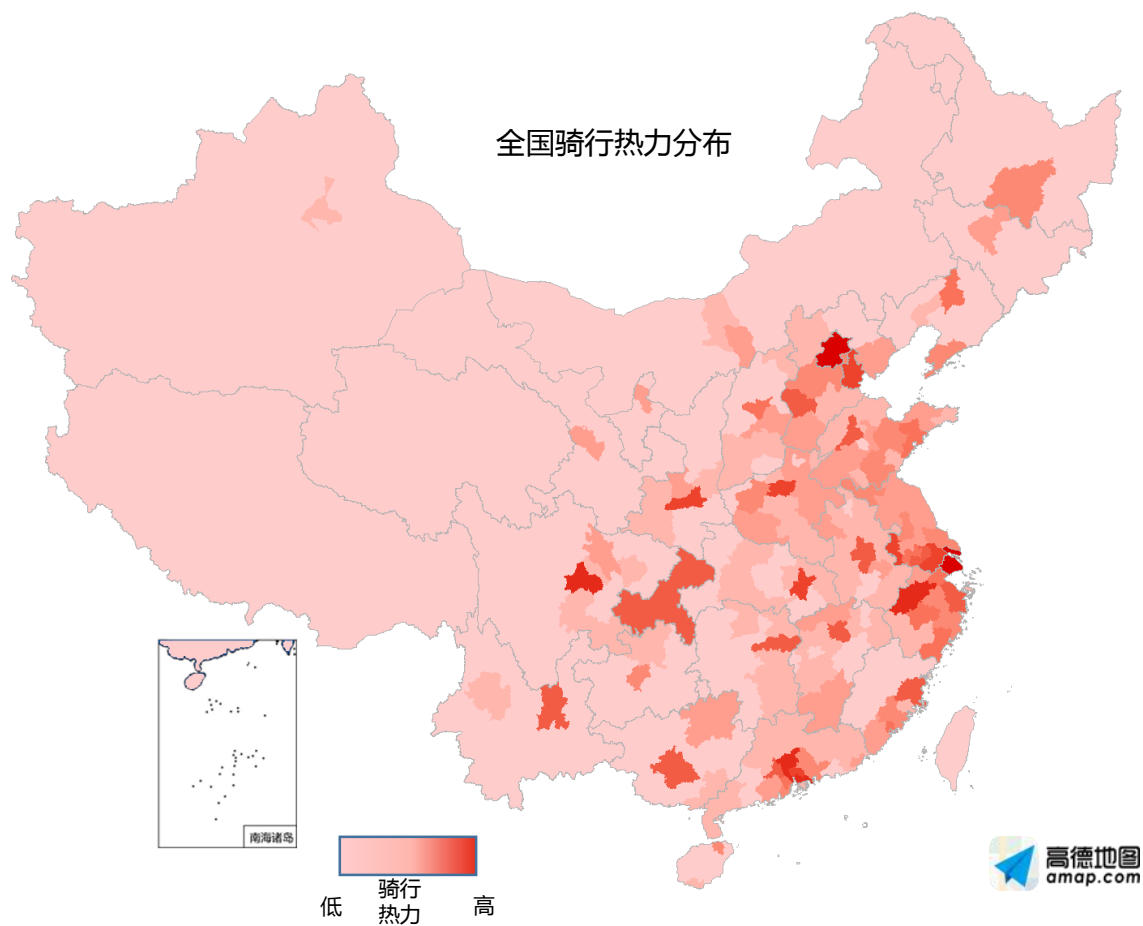 全国骑行热力分布
南海诸岛
骑行
热力
低
高
高德地图
amap.com